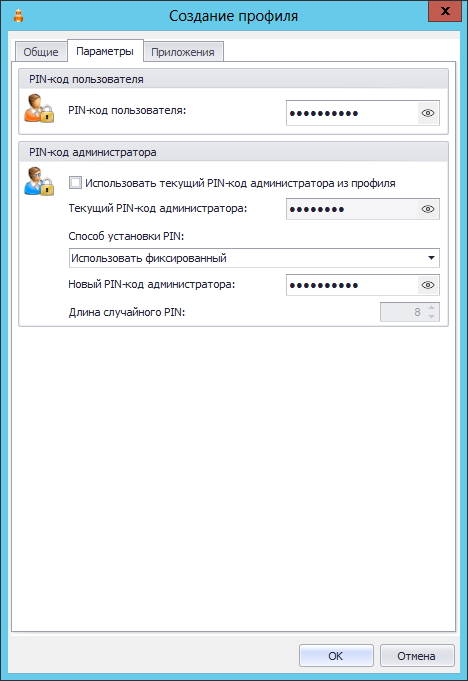 Создание профиля
Общие Параметры Приложения
PIN-код пользователя
PIN-код пользователя: ●●●●●●●●●●
PIN-код администратора
Использовать текущий PIN-код администратора из профиля
Текущий PIN-код администратора: ●●●●●●●●
Способ установки PIN:
Использовать фиксированный
Новый PIN-код администратора: ●●●●●●●●●●
Длина случайного PIN: 8
OK Отмена